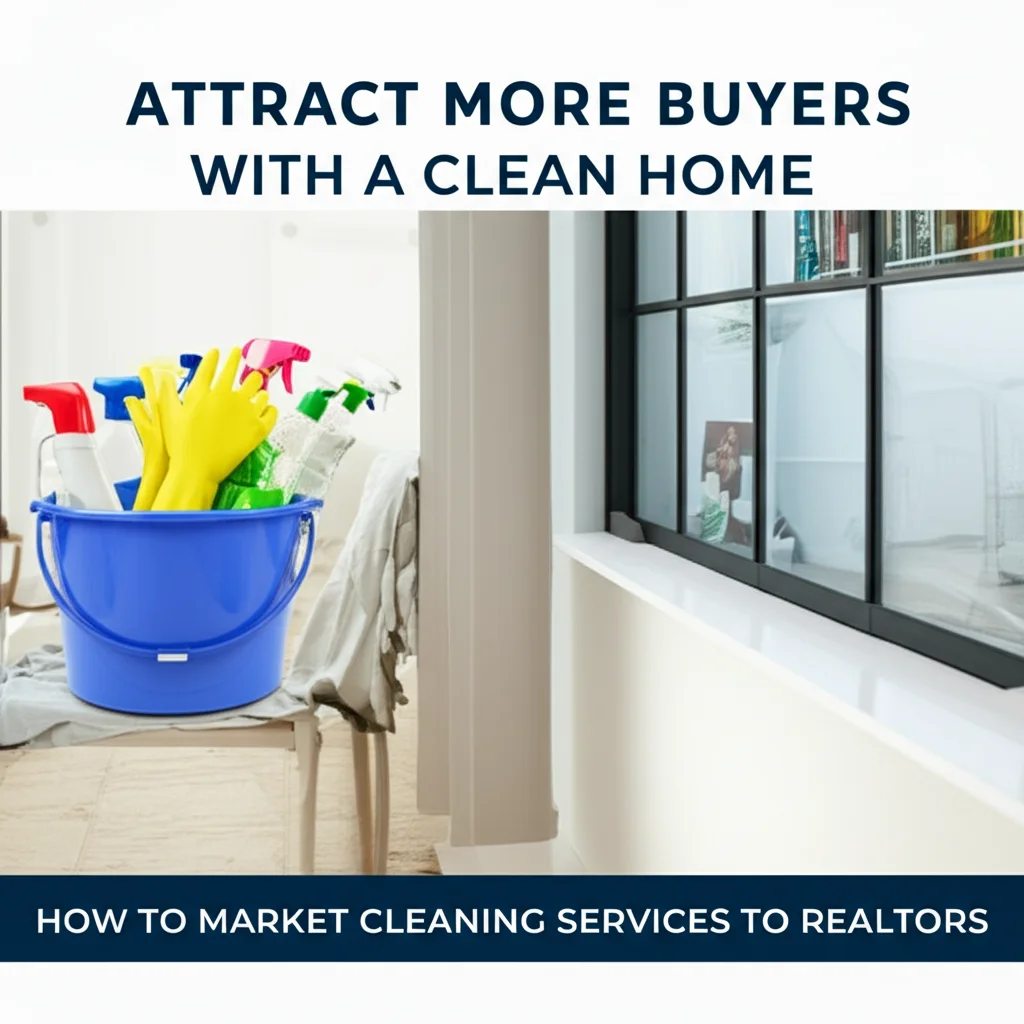 ATTRACT MORE BUYERS
WITH A CLEAN HOME
HOW TO MARKET CLEANING SERVICES TO REALTORS